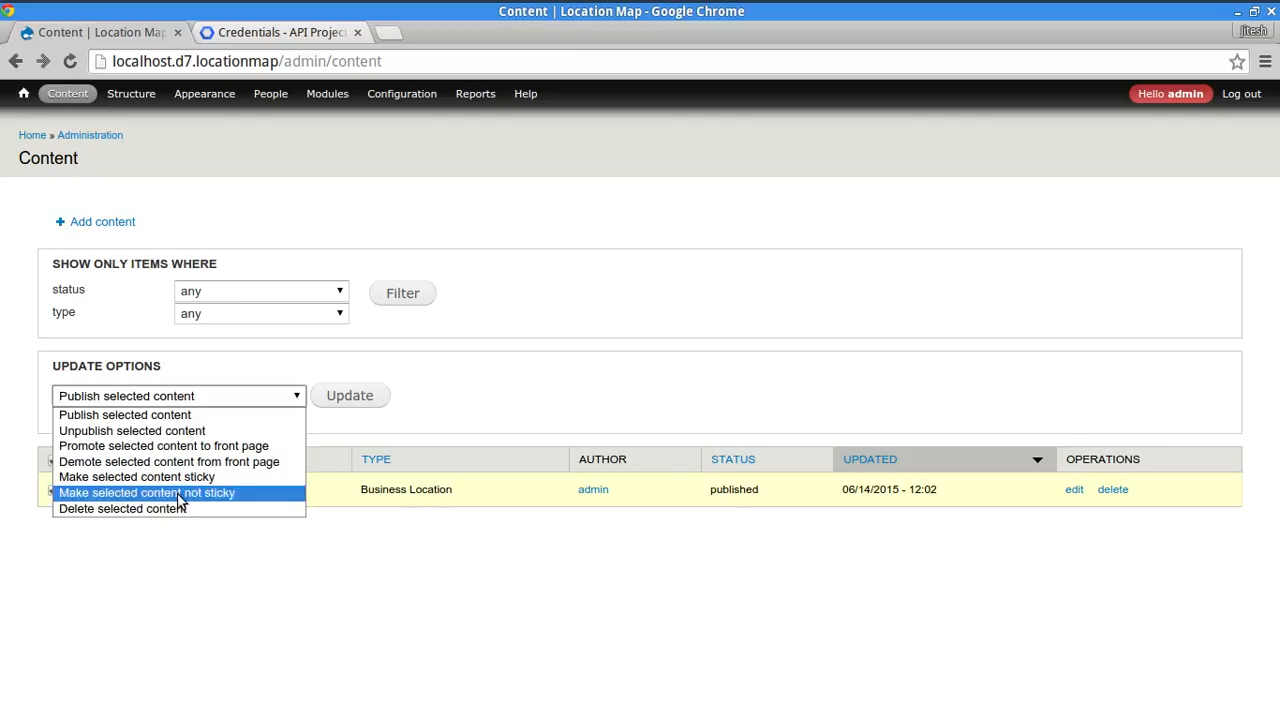 Content | Location Map - Google Chrome
Content | Location Map
Credentials - API Project
jitesh
localhost.d7.locationmap/admin/content
Content Structure Appearance People Modules Configuration Reports Help Hello admin Log out
Home » Administration
Content
Add content
SHOW ONLY ITEMS WHERE
status any
Filter
type any
UPDATE OPTIONS
Publish selected content Update
Publish selected content
Unpublish selected content
Promote selected content to front page
Demote selected content from front page
Make selected content sticky
Make selected content not sticky
Delete selected content
TYPE AUTHOR STATUS UPDATED OPERATIONS
Business Location admin published 06/14/2015 - 12:02 edit delete